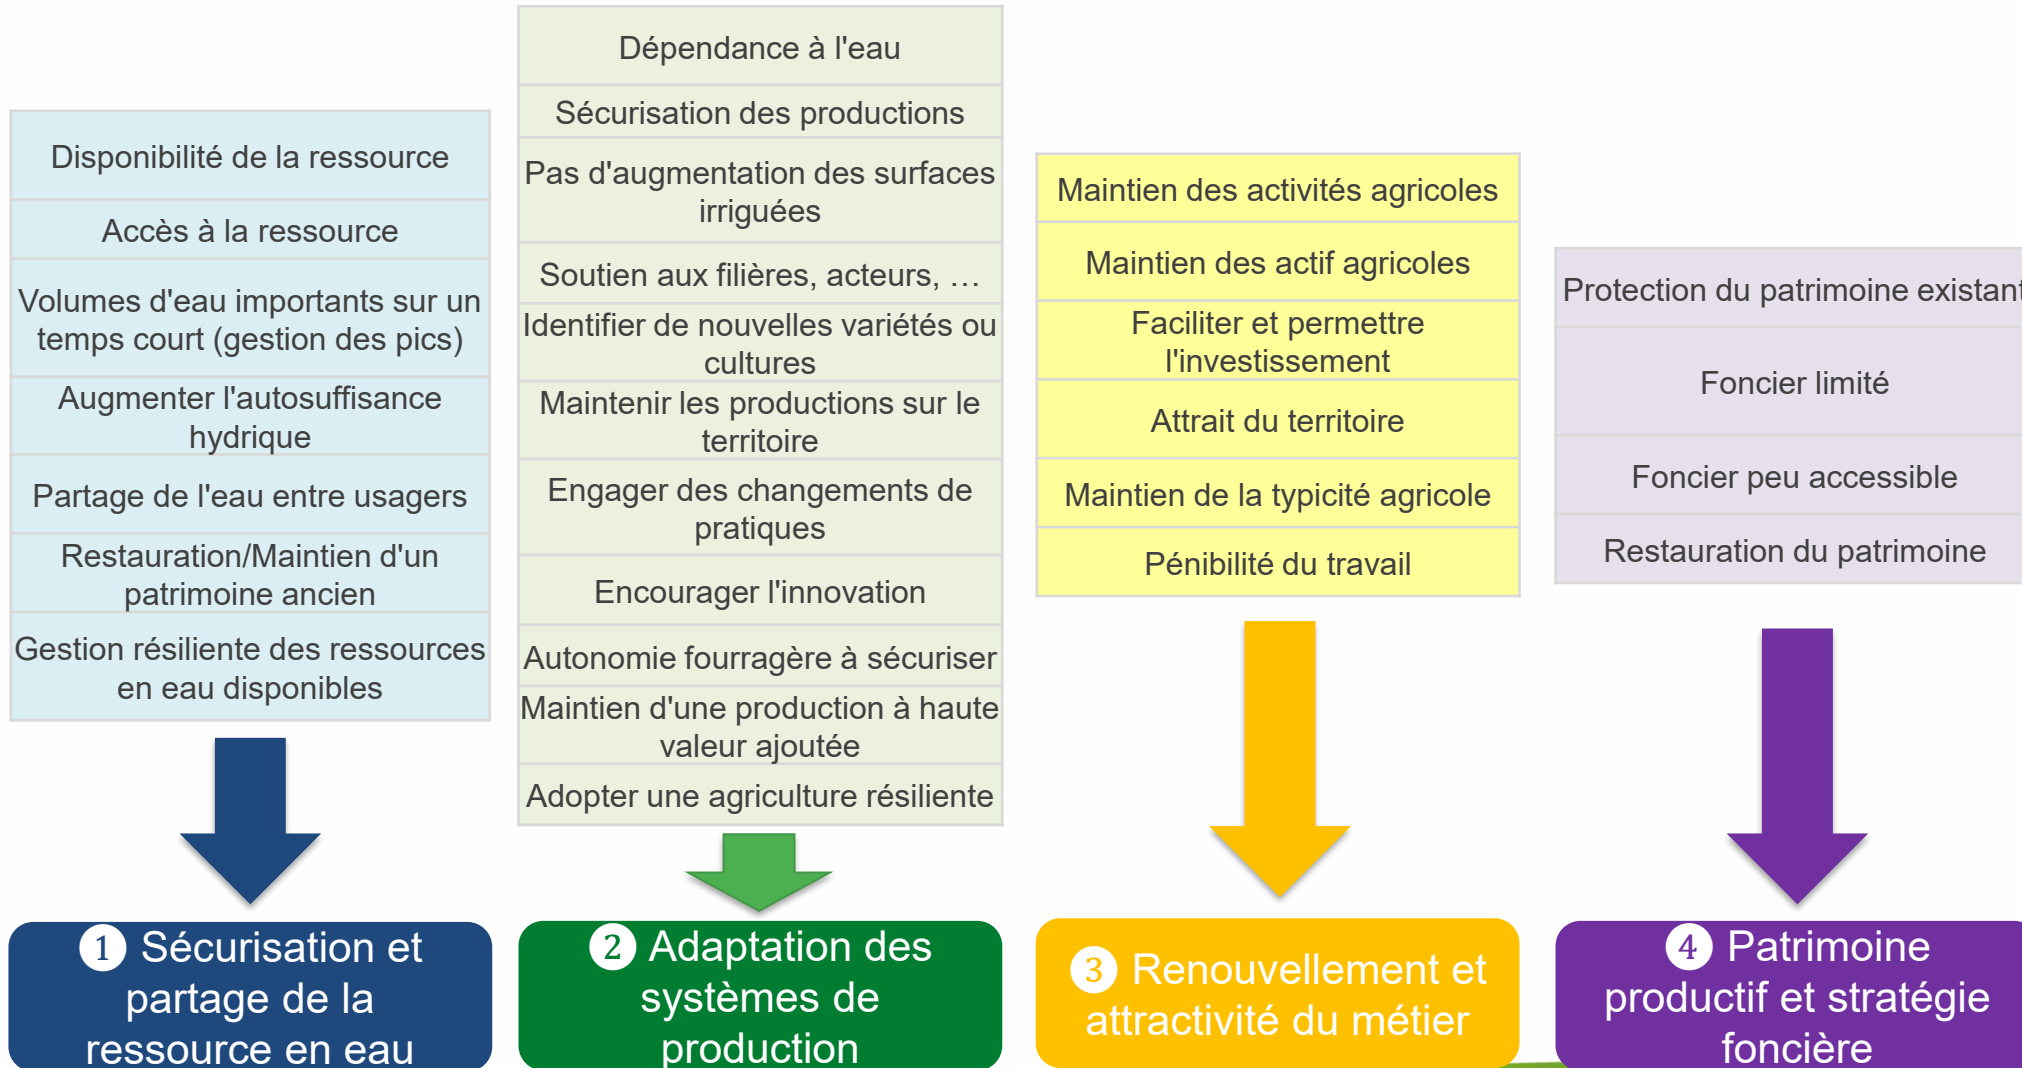 Disponibilité de la ressource
Accès à la ressource
Volumes d'eau importants sur un
temps court (gestion des pics)
Augmenter l'autosuffisance
hydrique
Partage de l'eau entre usagers
Restauration/Maintien d'un
patrimoine ancien
Gestion résiliente des ressources
en eau disponibles
❶ Sécurisation et
partage de la
ressource en eau
Dépendance à l'eau
Sécurisation des productions
Pas d'augmentation des surfaces
irriguées
Soutien aux filières, acteurs, …
Identifier de nouvelles variétés ou
cultures
Maintenir les productions sur le
territoire
Engager des changements de
pratiques
Encourager l'innovation
Autonomie fourragère à sécuriser
Maintien d'une production à haute
valeur ajoutée
Adopter une agriculture résiliente
❷ Adaptation des
systèmes de
production
Maintien des activités agricoles
Maintien des actif agricoles
Faciliter et permettre
l'investissement
Attrait du territoire
Maintien de la typicité agricole
Pénibilité du travail
❸ Renouvellement et
attractivité du métier
Protection du patrimoine existant
Foncier limité
Foncier peu accessible
Restauration du patrimoine
❹ Patrimoine
productif et stratégie
foncière